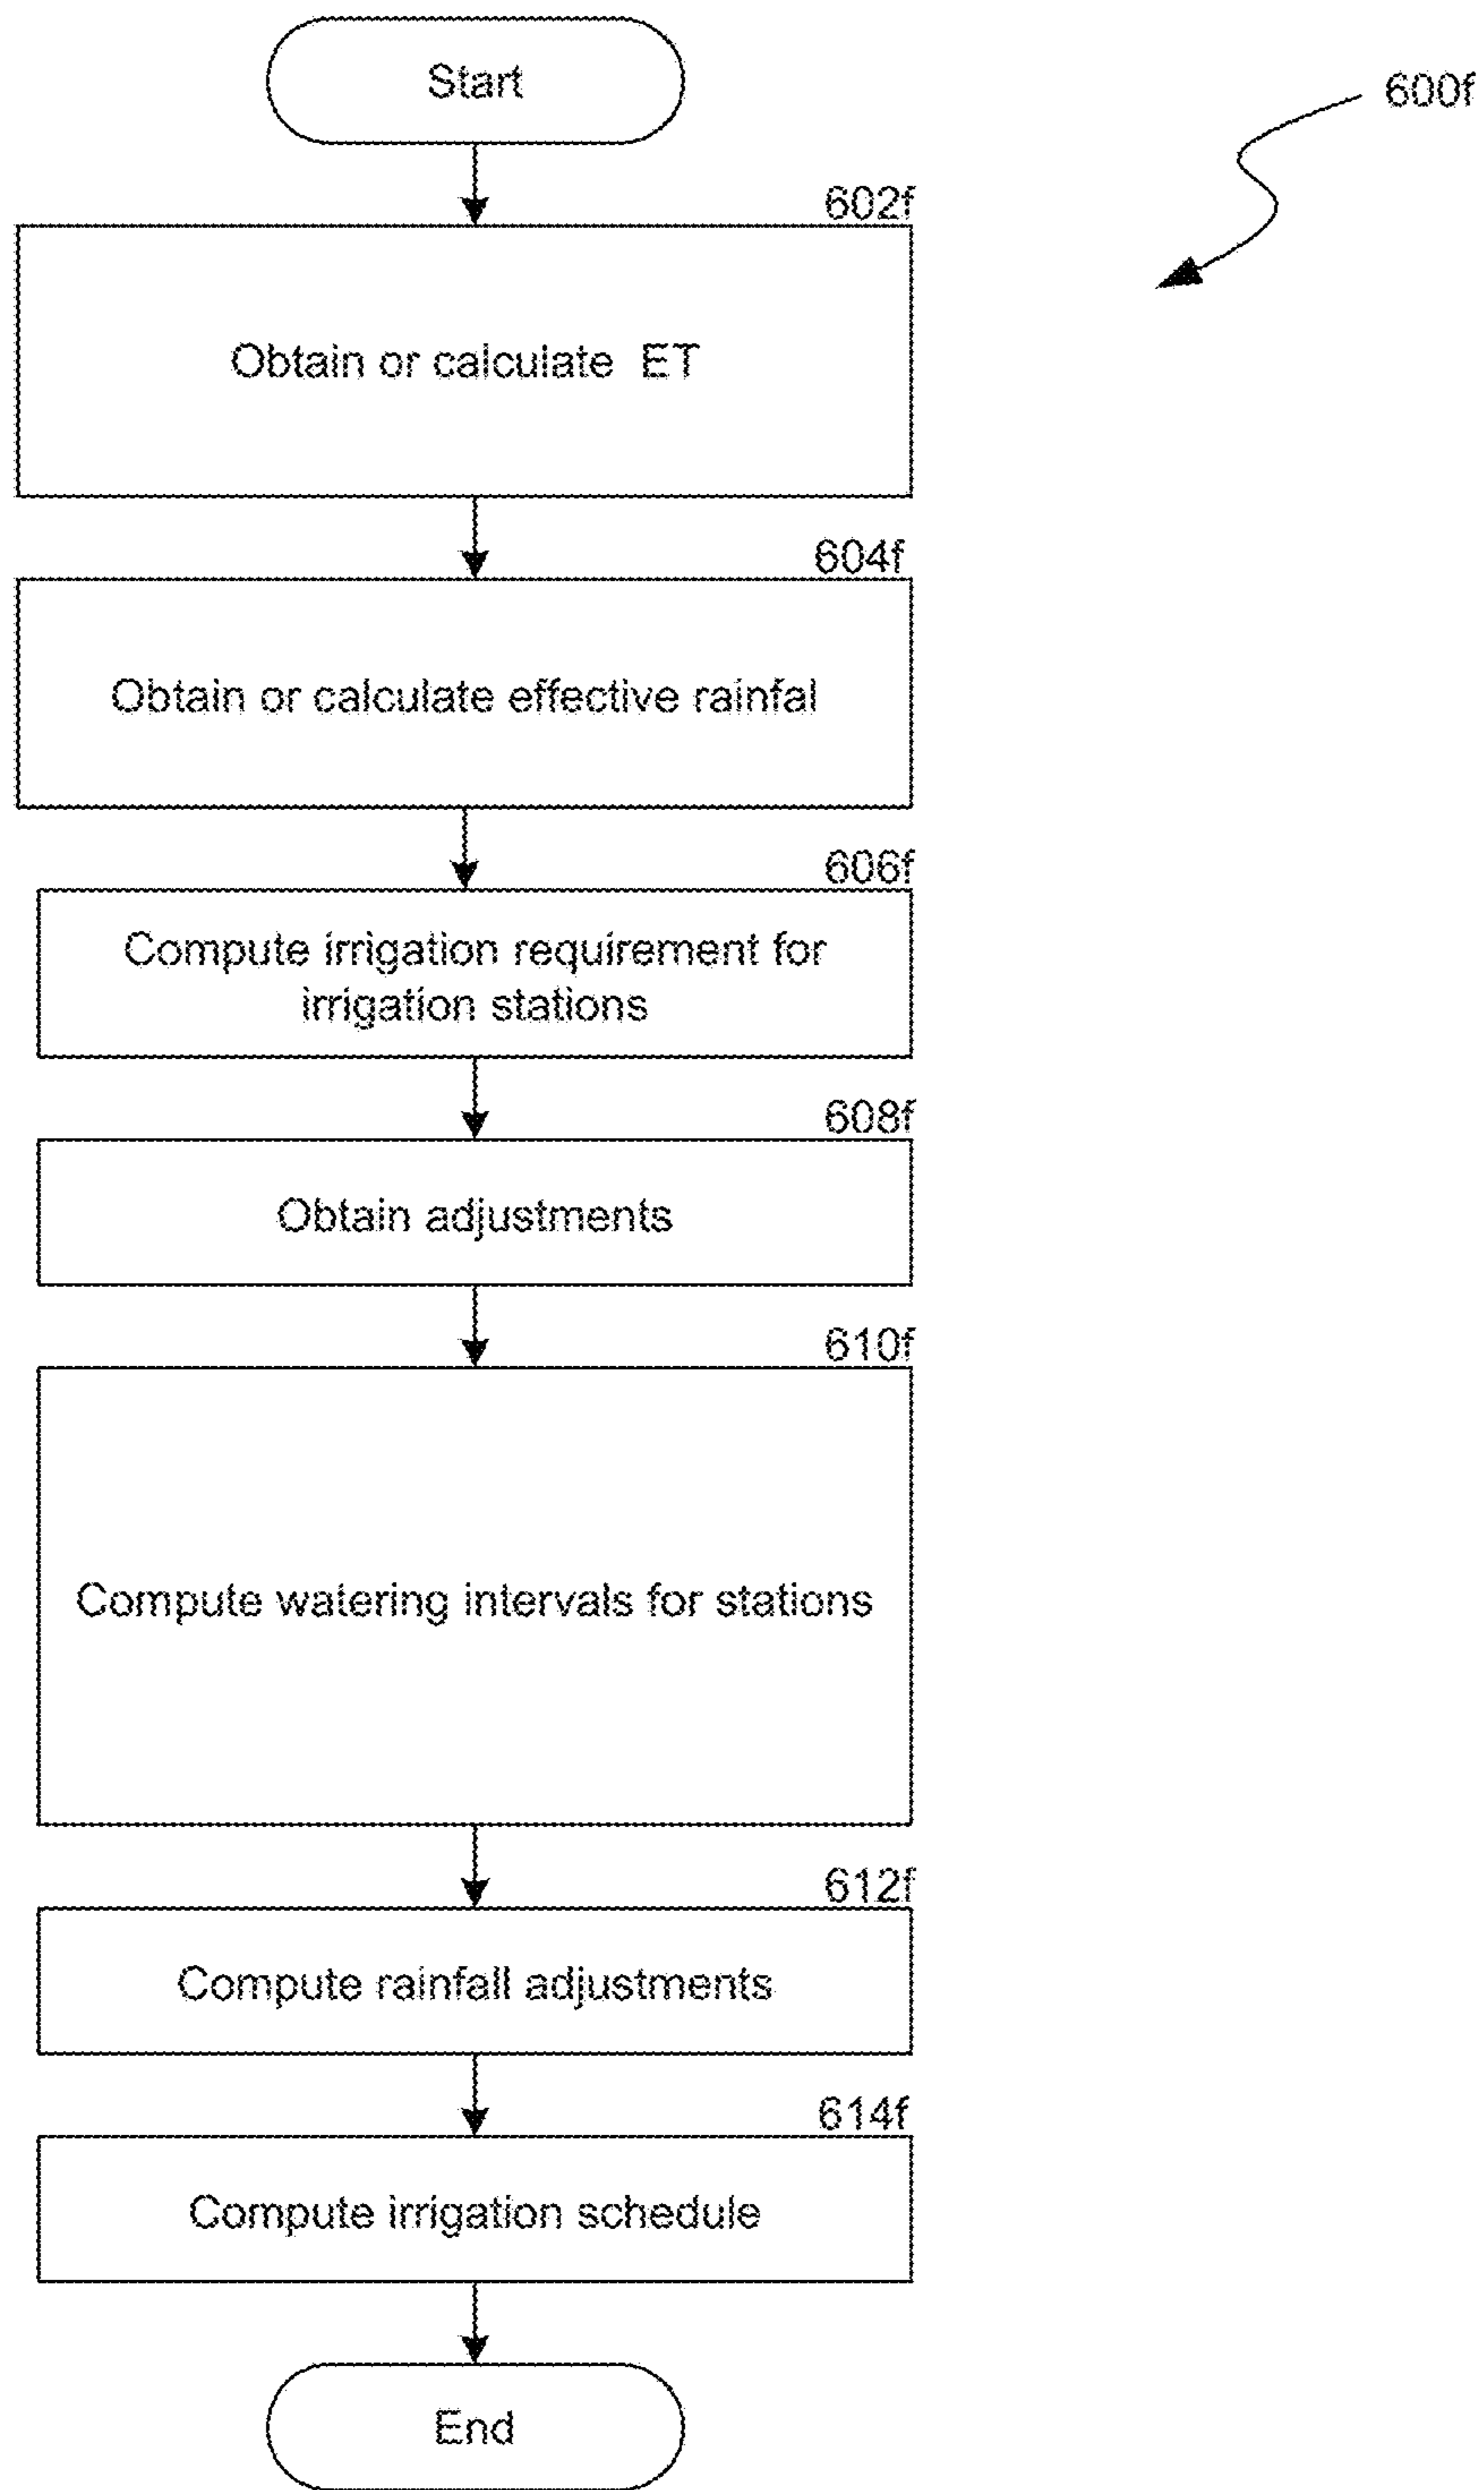 Start
600f
602f
Obtain or calculate ET
604f
Obtain or calculate effective rainfal
606f
Compute irrigation requirement for
irrigation stations
608f
Obtain adjustments
610f
Compute watering intervals for stations
612f
Compute rainfall adjustments
614f
Compute irrigation schedule
End